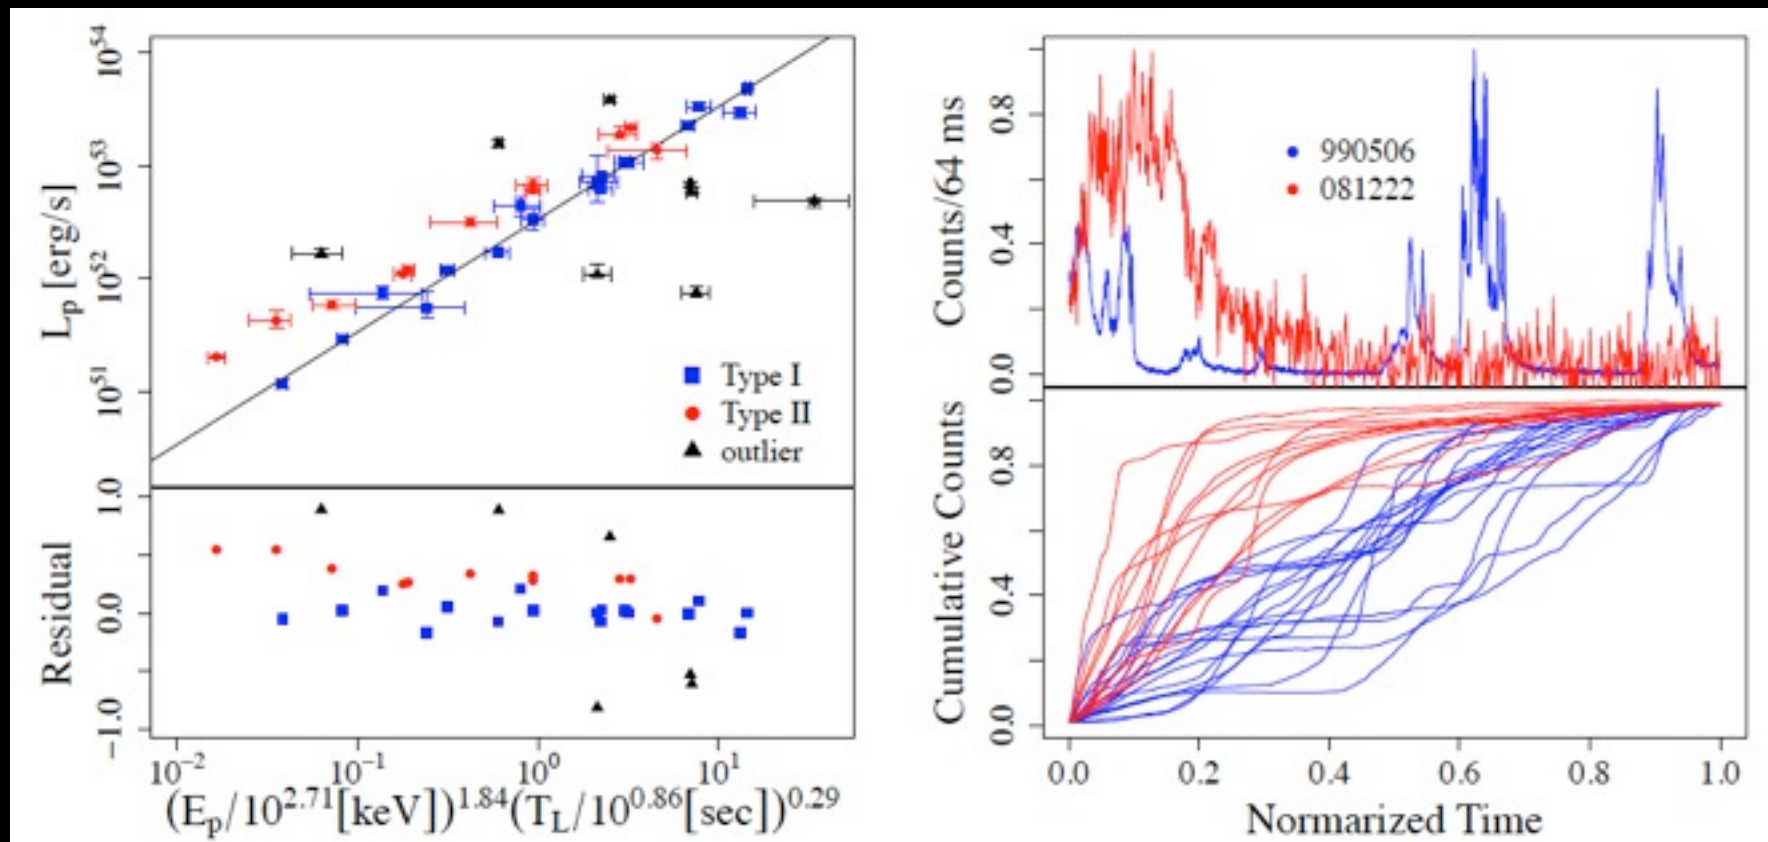 10^54
10^53
10^52
10^51
L_p [erg/s]
Type I
Type II
outlier
1.0
0.0
−1.0
Residual
10^−2 10^−1 10^0 10^1
(E_p/10^2.71[keV])^1.84(T_L/10^0.86[sec])^0.29
0.8
0.4
0.0
Counts/64 ms
990506
081222
0.8
0.4
0.0
Cumulative Counts
0.0 0.2 0.4 0.6 0.8 1.0
Normarized Time